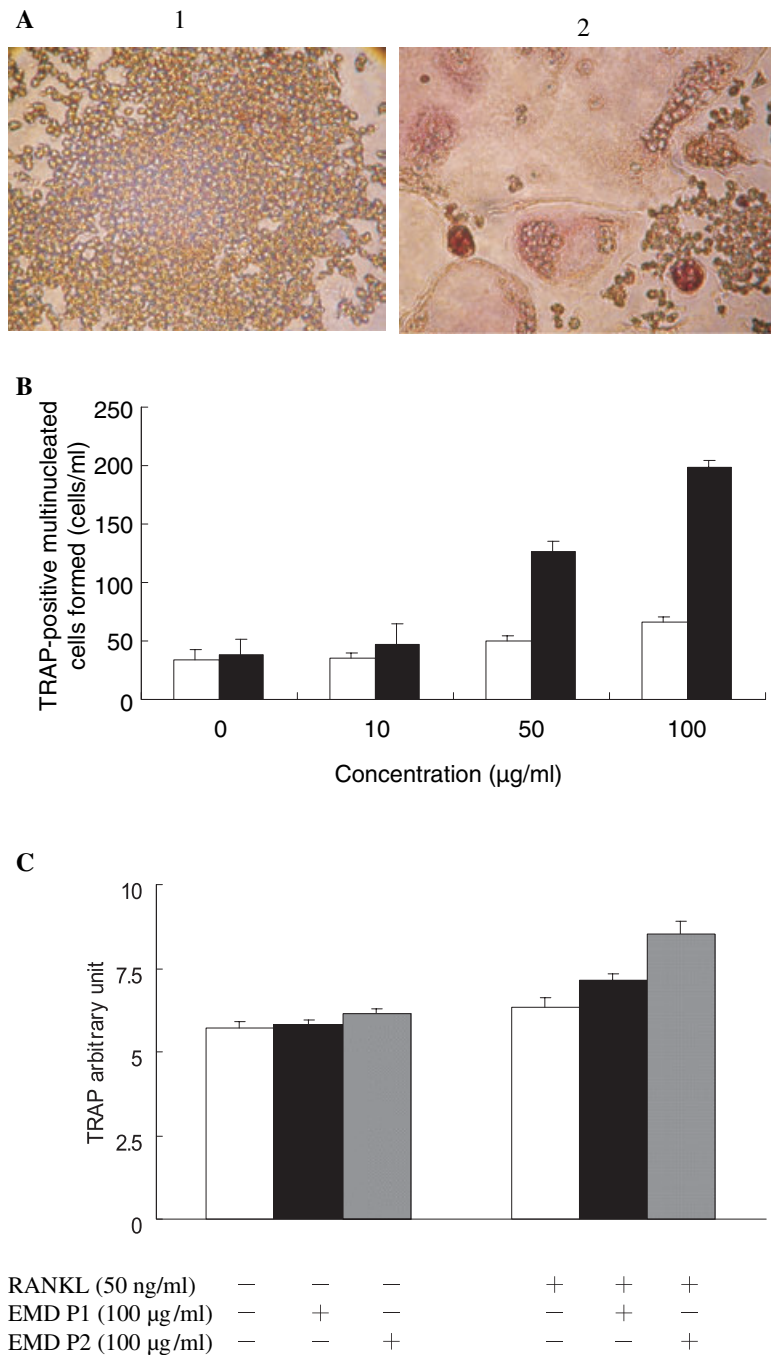 A
1
2
B
TRAP-positive multinucleated
cells formed (cells/ml)
250
200
150
100
50
0
0 10 50 100
Concentration (µg/ml)
C
TRAP arbitrary unit
10
7.5
5
2.5
0
RANKL (50 ng/ml) — — — + + +
EMD P1 (100 µg/ml) — + — — + —
EMD P2 (100 µg/ml) — — + — — +